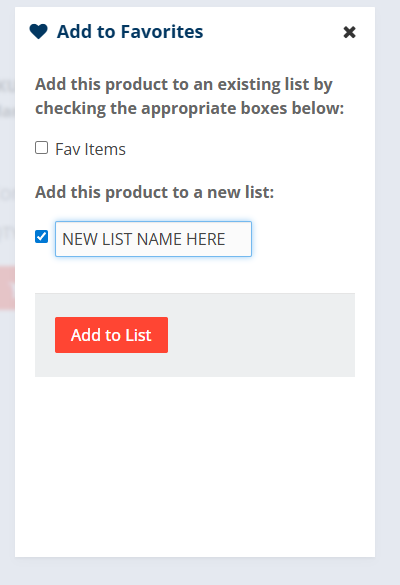 Add to Favorites
Add this product to an existing list by
checking the appropriate boxes below:
Fav Items
Add this product to a new list:
NEW LIST NAME HERE
Add to List